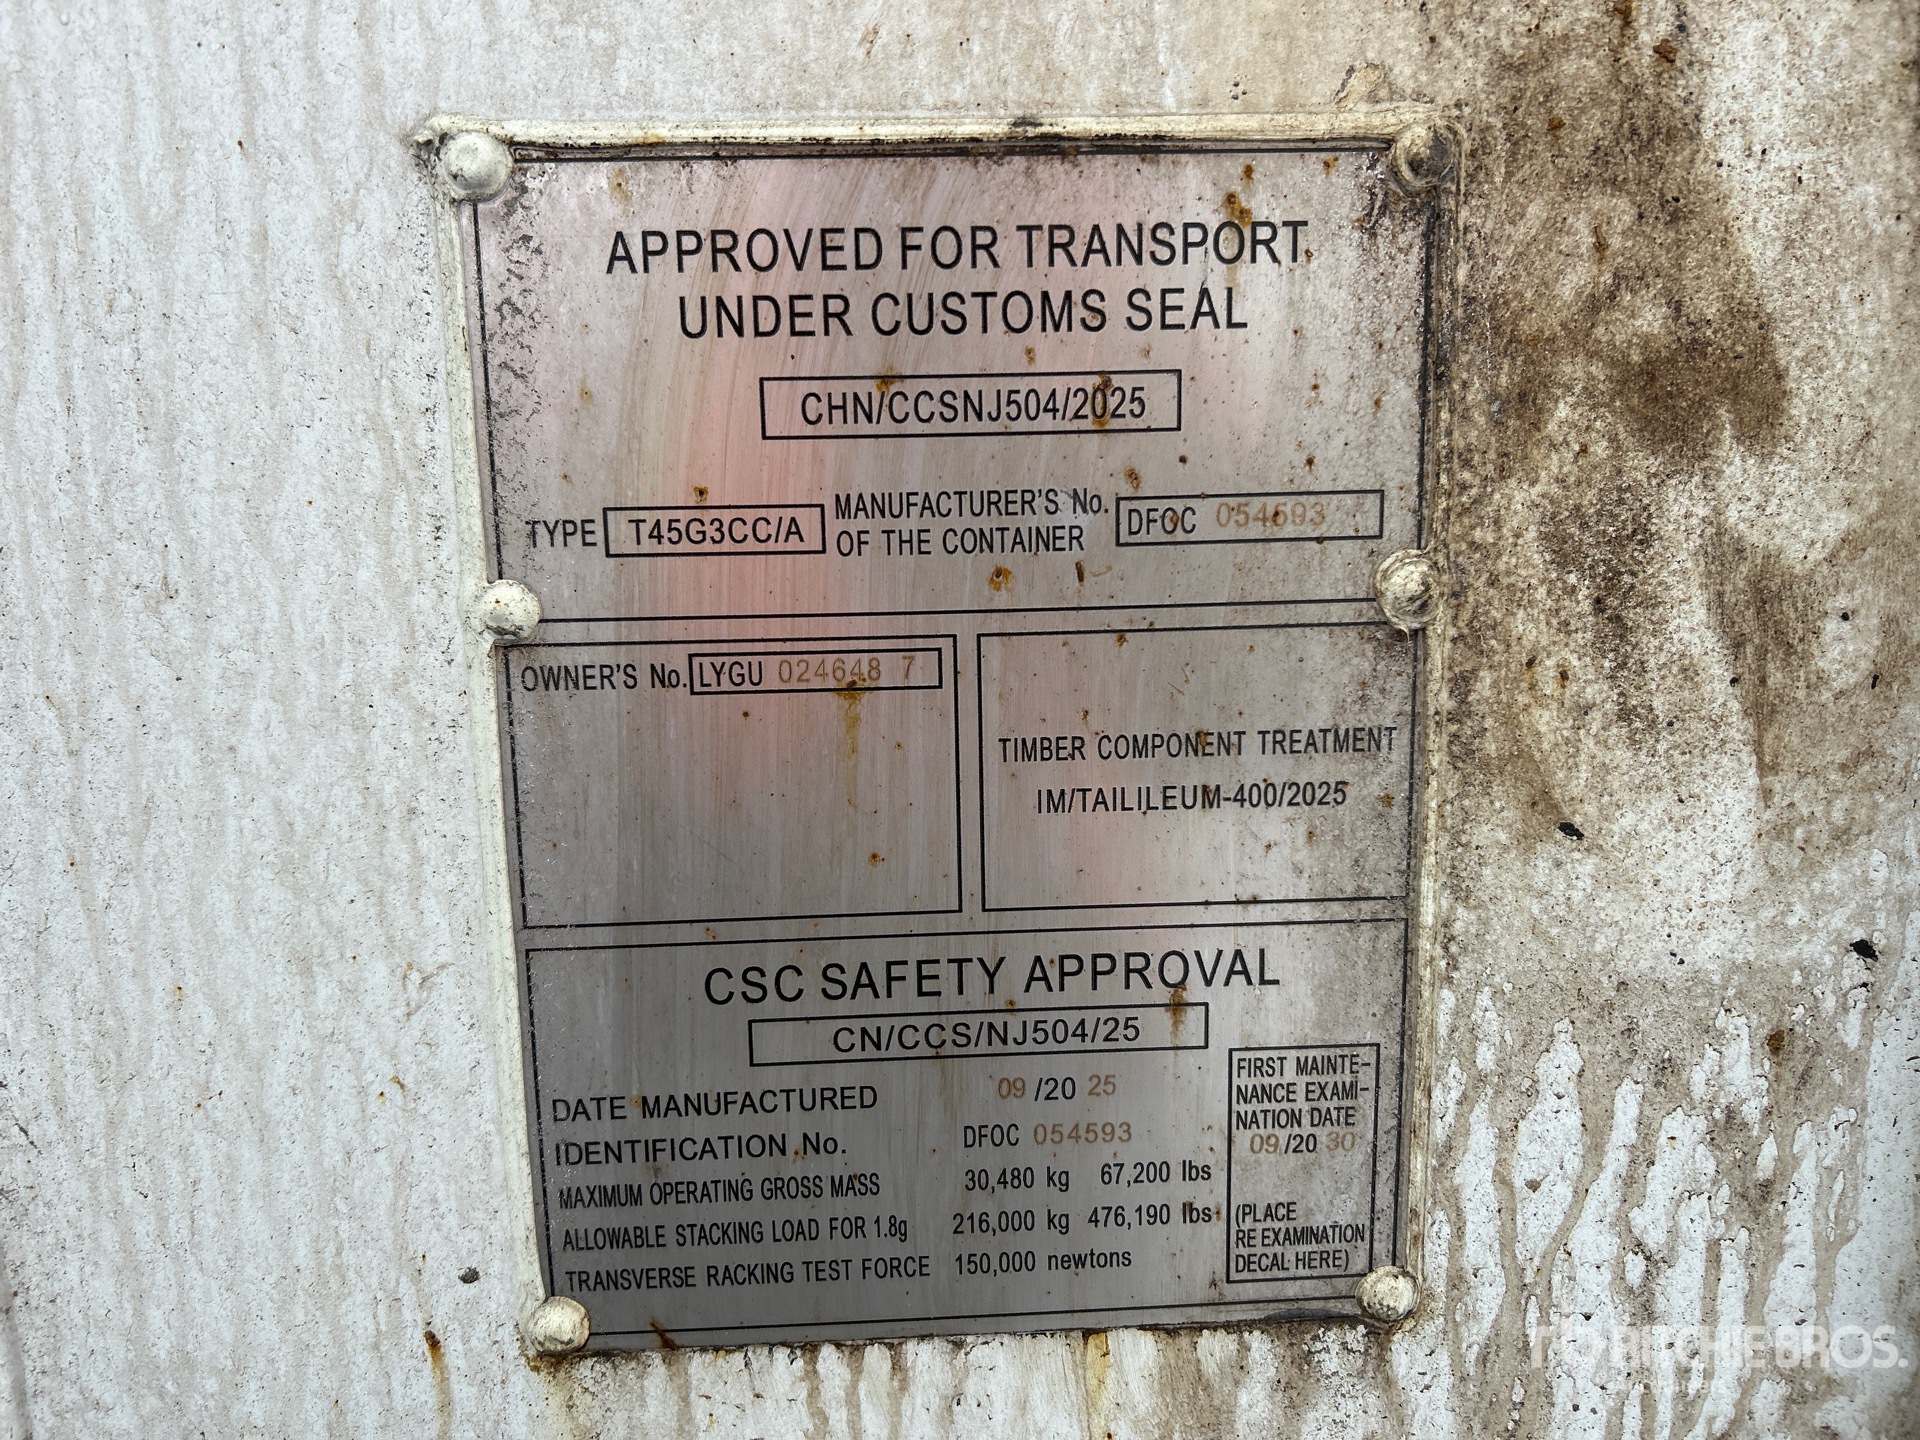 APPROVED FOR TRANSPORT
UNDER CUSTOMS SEAL
CHN/CCSNJ504/2025
TYPE T45G3CC/A MANUFACTURER'S No. OF THE CONTAINER DFOC 054593
OWNER'S No. LYGU 024648 7
TIMBER COMPONENT TREATMENT
IM/TAILILEUM-400/2025
CSC SAFETY APPROVAL
CN/CCS/NJ504/25
DATE MANUFACTURED 09/20 25
IDENTIFICATION No. DFOC 054593
MAXIMUM OPERATING GROSS MASS 30,480 kg 67,200 lbs
ALLOWABLE STACKING LOAD FOR 1.8g 216,000 kg 476,190 lbs
TRANSVERSE RACKING TEST FORCE 150,000 newtons
FIRST MAINTE-
NANCE EXAMI-
NATION DATE
09/20 30
(PLACE
RE EXAMINATION
DECAL HERE)
RITCHIE BROS.